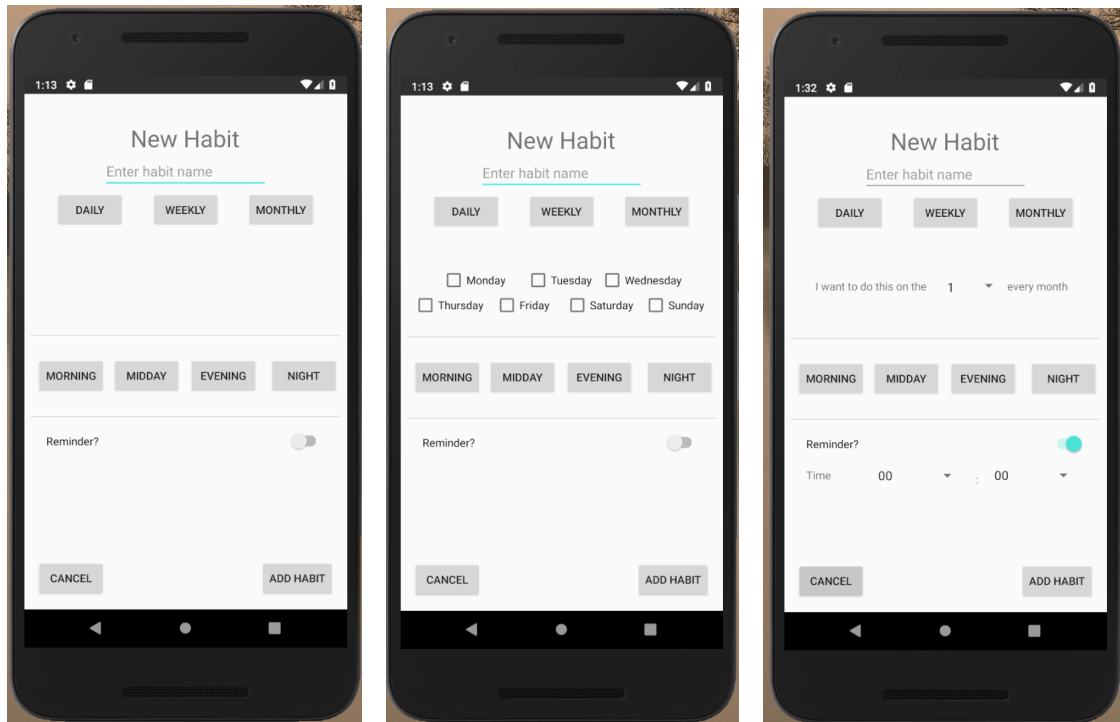 1:13
New Habit
Enter habit name
DAILY WEEKLY MONTHLY
MORNING MIDDAY EVENING NIGHT
Reminder?
CANCEL ADD HABIT
1:13
New Habit
Enter habit name
DAILY WEEKLY MONTHLY
Monday Tuesday Wednesday
Thursday Friday Saturday Sunday
MORNING MIDDAY EVENING NIGHT
Reminder?
CANCEL ADD HABIT
1:32
New Habit
Enter habit name
DAILY WEEKLY MONTHLY
I want to do this on the 1 every month
MORNING MIDDAY EVENING NIGHT
Reminder?
Time 00 : 00
CANCEL ADD HABIT